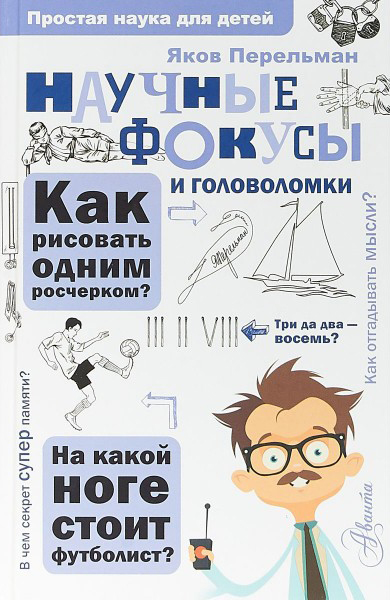 Простая наука для детей
Яков Перельман
НАУЧНЫЕ
ФОКУСЫ
И ГОЛОВОЛОМКИ
Как
рисовать
одним
росчерком?
Перельман
Три да два —
восемь?
Как отгадывать мысли?
В чем секрет супер памяти?
На какой
ноге
стоит
футболист?
Аванта